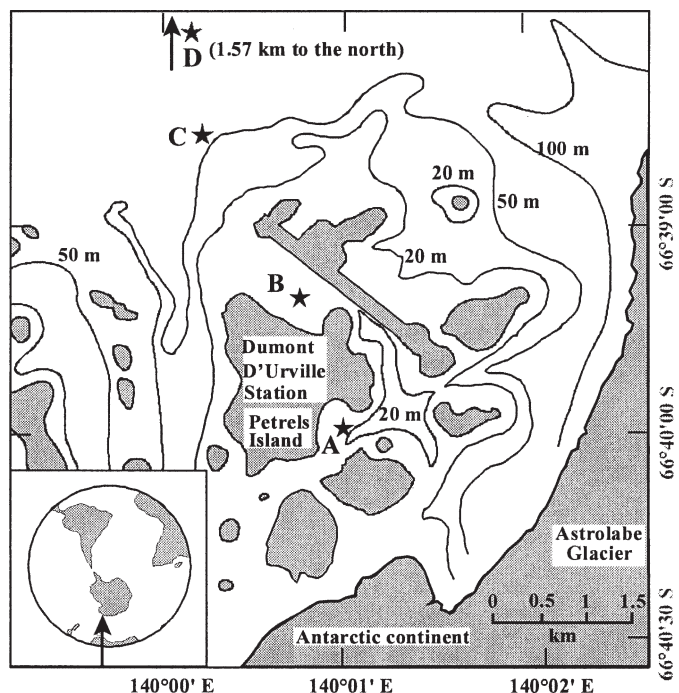 D (1.57 km to the north)
C
100 m
20 m
50 m
66°39'00 S
50 m
20 m
B
Dumont
D'Urville
Station
20 m
Petrels
Island
A
66°40'00 S
Astrolabe
Glacier
0 0.5 1 1.5
km
66°40'30 S
Antarctic continent
140°00' E 140°01' E 140°02' E